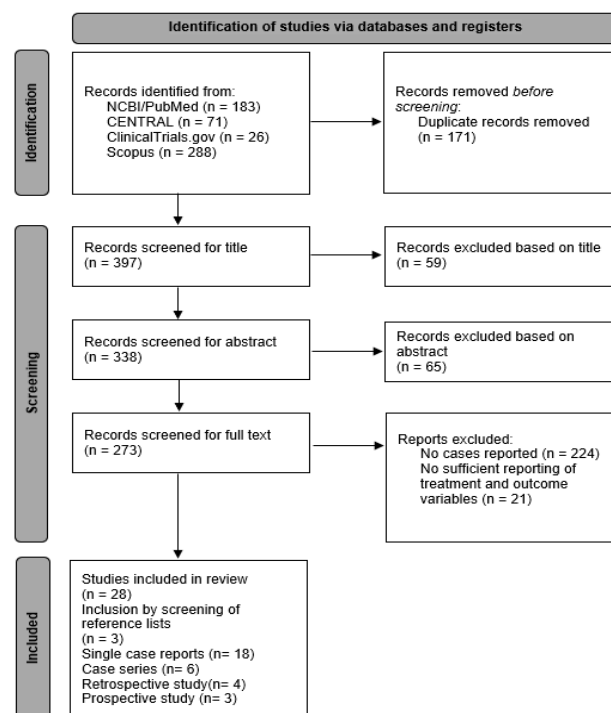 Identification of studies via databases and registers
Identification
Records identified from:
NCBI/PubMed (n = 183)
CENTRAL (n = 71)
ClinicalTrials.gov (n = 26)
Scopus (n = 288)
Records removed before
screening:
Duplicate records removed
(n = 171)
Screening
Records screened for title
(n = 397)
Records excluded based on title
(n = 59)
Records screened for abstract
(n = 338)
Records excluded based on
abstract
(n = 65)
Records screened for full text
(n = 273)
Reports excluded:
No cases reported (n = 224)
No sufficient reporting of
treatment and outcome
variables (n = 21)
Included
Studies included in review
(n = 28)
Inclusion by screening of
reference lists
(n = 3)
Single case reports (n= 18)
Case series (n= 6)
Retrospective study(n= 4)
Prospective study (n= 3)